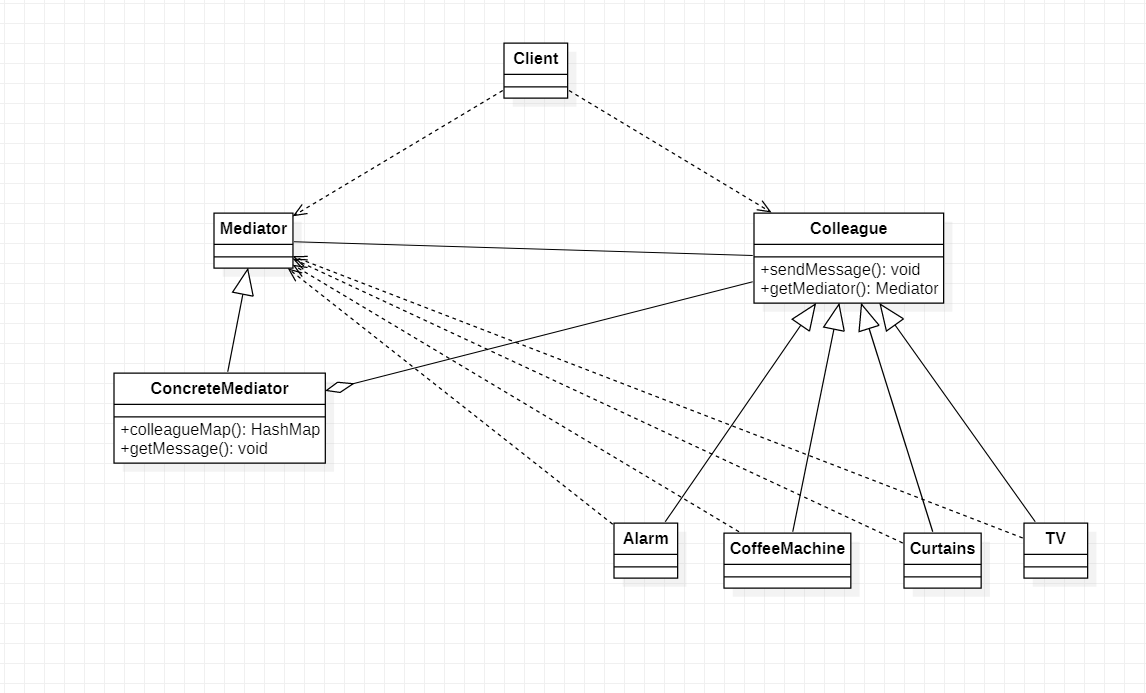 Client
Mediator
Colleague
+sendMessage(): void
+getMediator(): Mediator
ConcreteMediator
+colleagueMap(): HashMap
+getMessage(): void
Alarm
CoffeeMachine
Curtains
TV